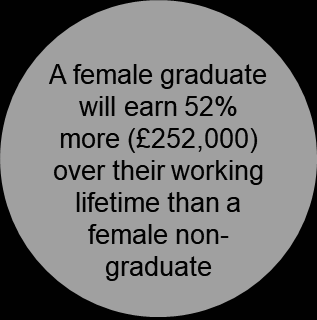 A female graduate
will earn 52%
more (£252,000)
over their working
lifetime than a
female non-
graduate